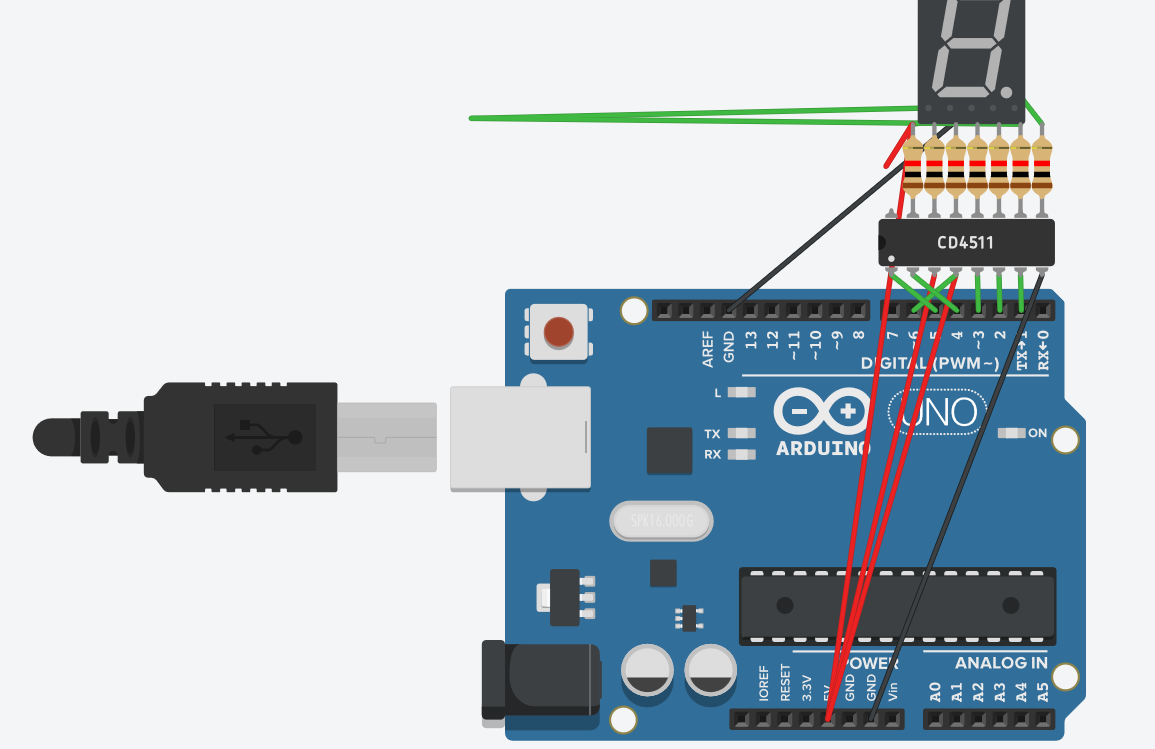 CD4511
AREF
GND
13
12
~11
~10
~9
8
7
~6
5
4
~3
2
TX→1
RX←0
DIGITAL (PWM~)
L
TX
RX
UNO
ARDUINO
ON
SPK16.000G
POWER
ANALOG IN
IOREF
RESET
3.3V
5V
GND
GND
Vin
A0
A1
A2
A3
A4
A5